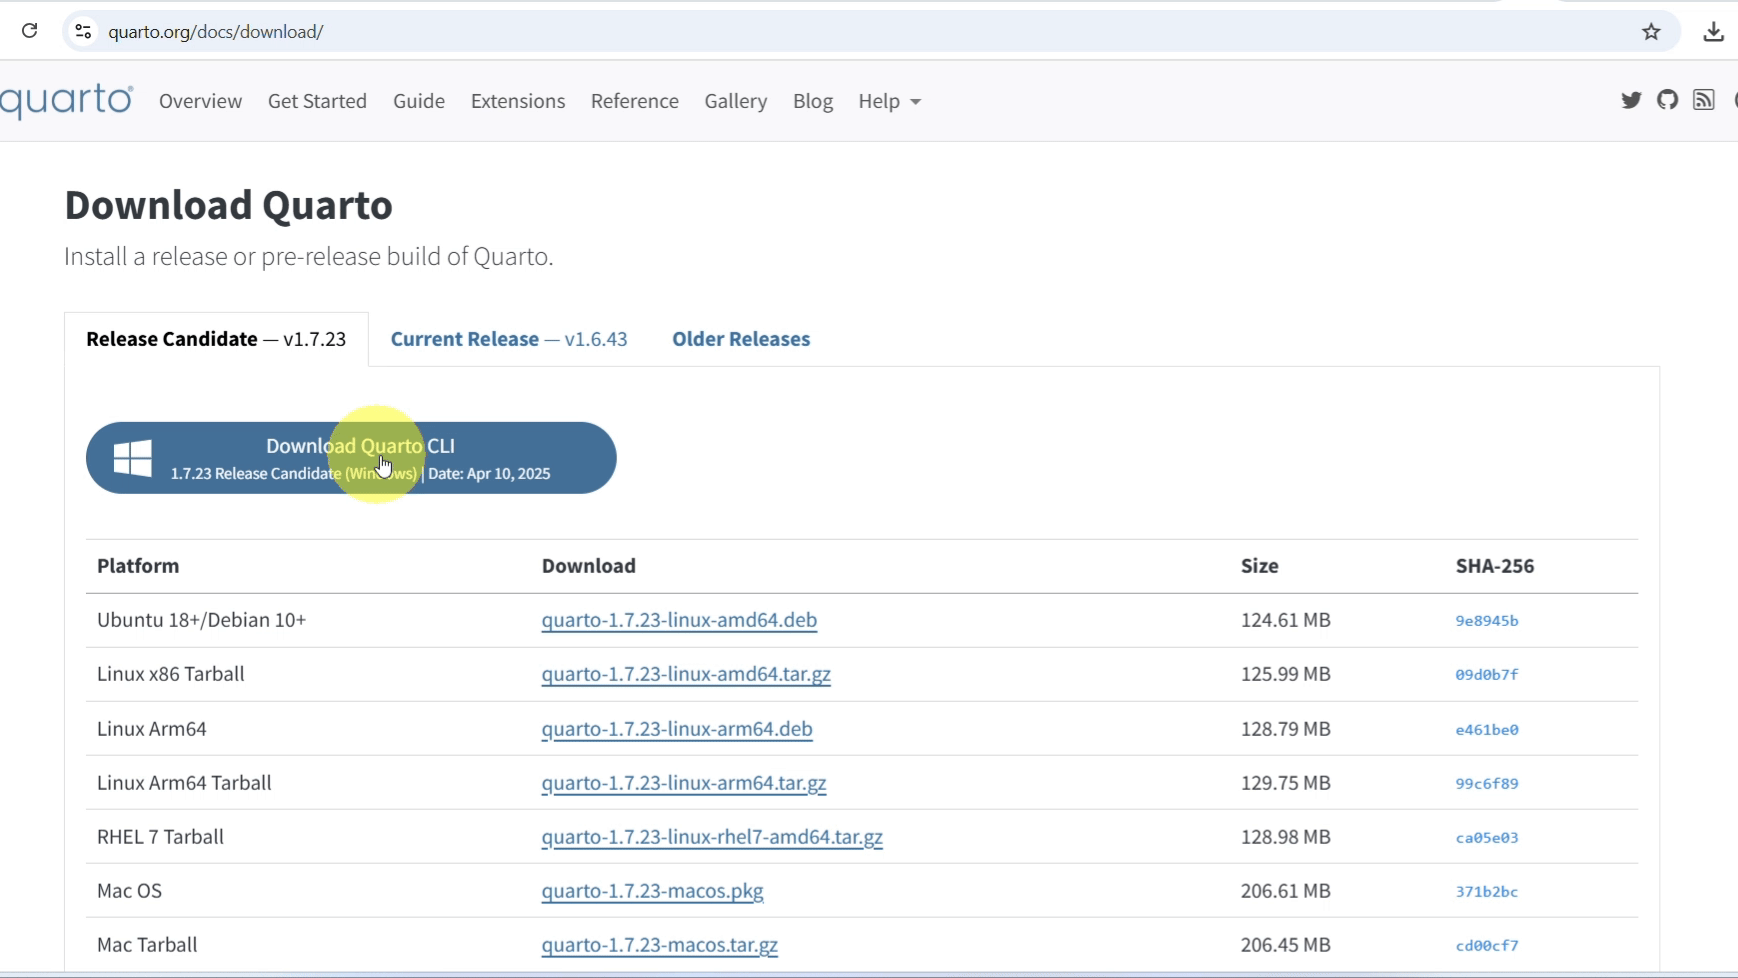 quarto.org/docs/download/
quarto Overview Get Started Guide Extensions Reference Gallery Blog Help
Download Quarto
Install a release or pre-release build of Quarto.
Release Candidate — v1.7.23 Current Release — v1.6.43 Older Releases
Download Quarto CLI
1.7.23 Release Candidate (Windows) | Date: Apr 10, 2025
Platform Download Size SHA-256
Ubuntu 18+/Debian 10+ quarto-1.7.23-linux-amd64.deb 124.61 MB 9e8945b
Linux x86 Tarball quarto-1.7.23-linux-amd64.tar.gz 125.99 MB 09d0b7f
Linux Arm64 quarto-1.7.23-linux-arm64.deb 128.79 MB e461be0
Linux Arm64 Tarball quarto-1.7.23-linux-arm64.tar.gz 129.75 MB 99c6f89
RHEL 7 Tarball quarto-1.7.23-linux-rhel7-amd64.tar.gz 128.98 MB ca05e03
Mac OS quarto-1.7.23-macos.pkg 206.61 MB 371b2bc
Mac Tarball quarto-1.7.23-macos.tar.gz 206.45 MB cd00cf7